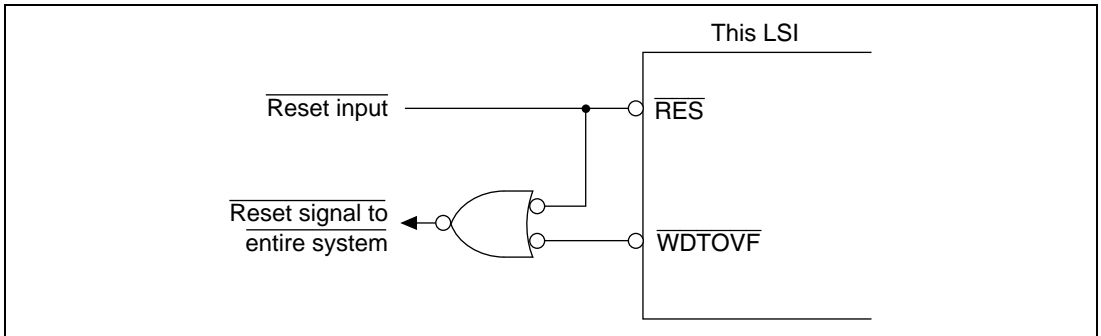 This LSI
Reset input
RES
Reset signal to
entire system
WDTOVF